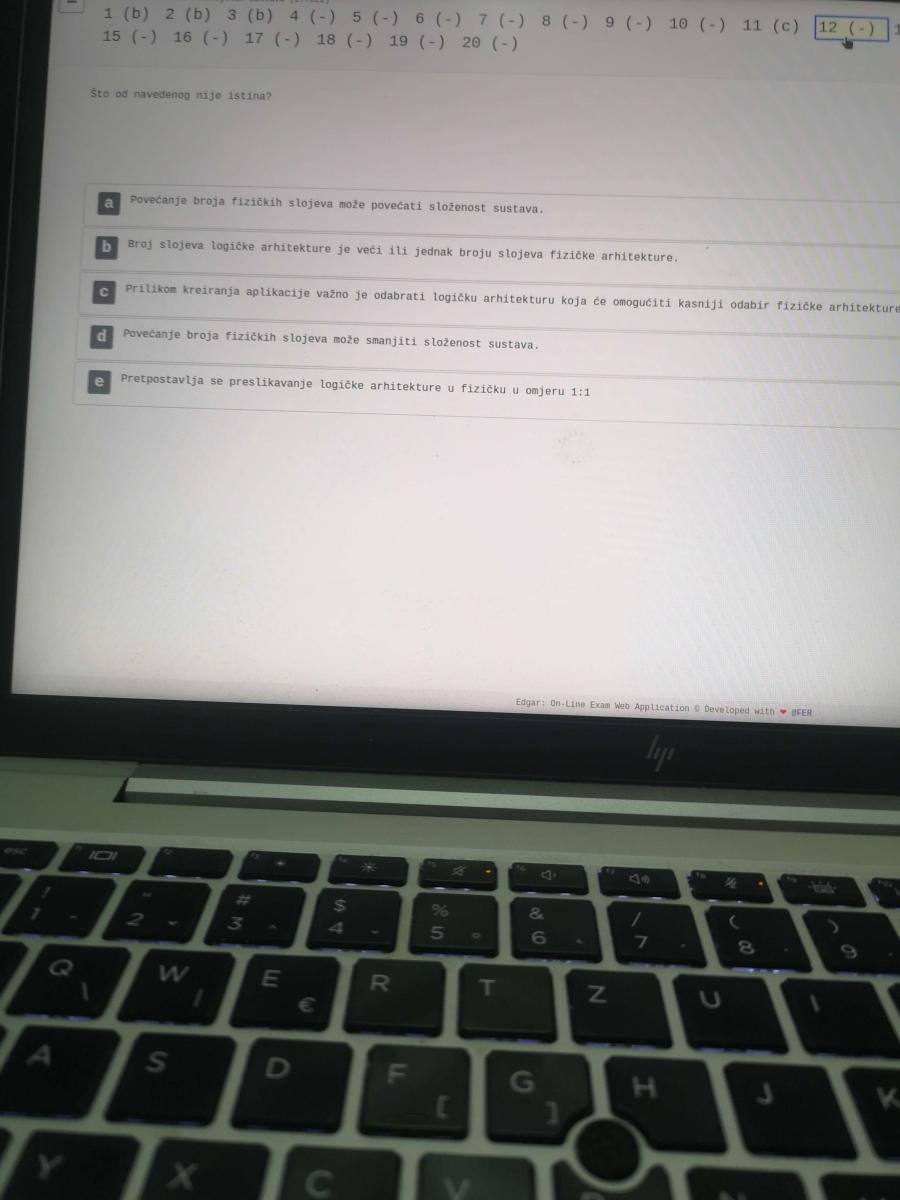 1 (b) 2 (b) 3 (b) 4 (-) 5 (-) 6 (-) 7 (-) 8 (-) 9 (-) 10 (-) 11 (c) 12 (-)
15 (-) 16 (-) 17 (-) 18 (-) 19 (-) 20 (-)
Što od navedenog nije istina?
a Povećanje broja fizičkih slojeva može povećati složenost sustava.
b Broj slojeva logičke arhitekture je veći ili jednak broju slojeva fizičke arhitekture.
c Prilikom kreiranja aplikacije važno je odabrati logičku arhitekturu koja će omogućiti kasniji odabir fizičke arhitekture
d Povećanje broja fizičkih slojeva može smanjiti složenost sustava.
e Pretpostavlja se preslikavanje logičke arhitekture u fizičku u omjeru 1:1
Edgar: On-Line Exam Web Application © Developed with ❤ @FER
hp
esc
! 1 " 2 # 3 $ 4 % 5 & 6 / 7 ( 8 ) 9
Q \ W | E € R T Z U I
A S D F [ G ] H J K
Y X C V